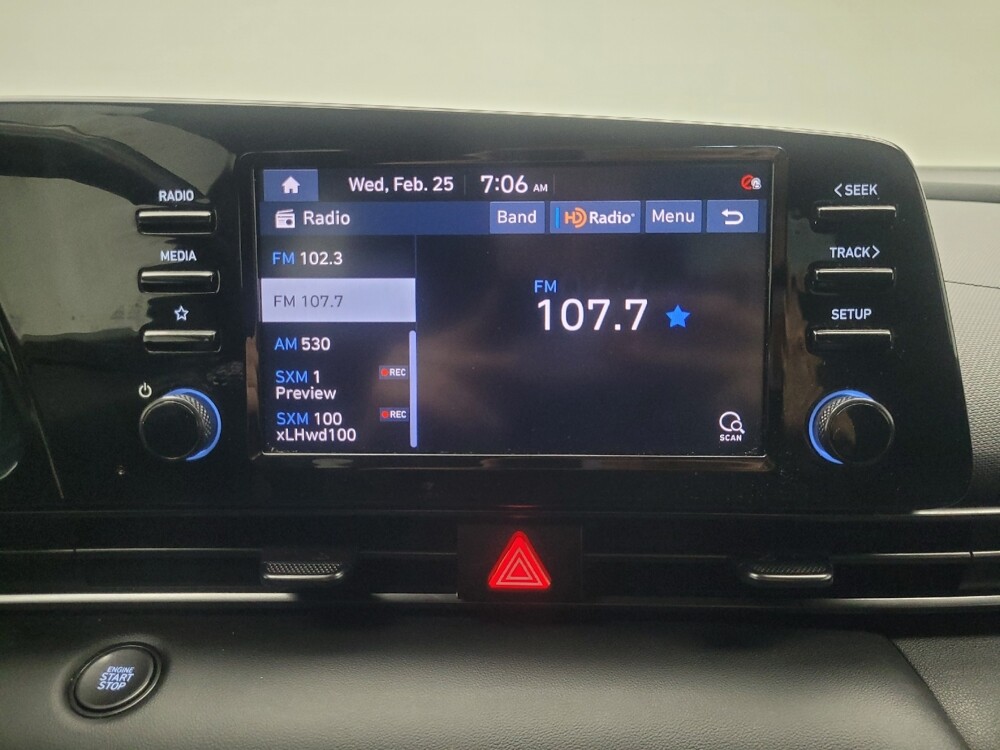 Wed, Feb. 25 7:06 AM
Radio Band HD Radio Menu
FM 102.3
FM 107.7
AM 530
SXM 1 REC
Preview
SXM 100 REC
xLHwd100
FM
107.7
SCAN
RADIO
MEDIA
< SEEK
TRACK >
SETUP
ENGINE
START
STOP